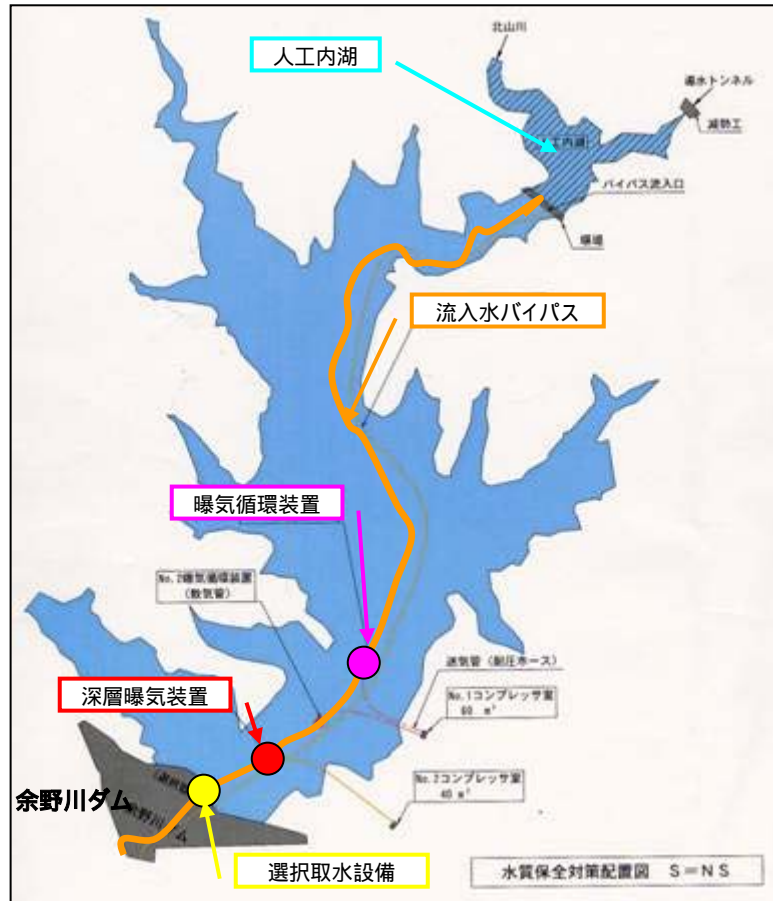 北山川
人工内湖
導水トンネル
減勢工
工内湖
バイパス流入口
堰堤
流入水バイパス
曝気循環装置
No.2曝気循環装置
(散気管)
送気管（耐圧ホース）
深層曝気装置
No.1コンプレッサ室
60 m³
No.2コンプレッサ室
40 m³
余野川ダム
選択取水設備
水質保全対策配置図 S=NS